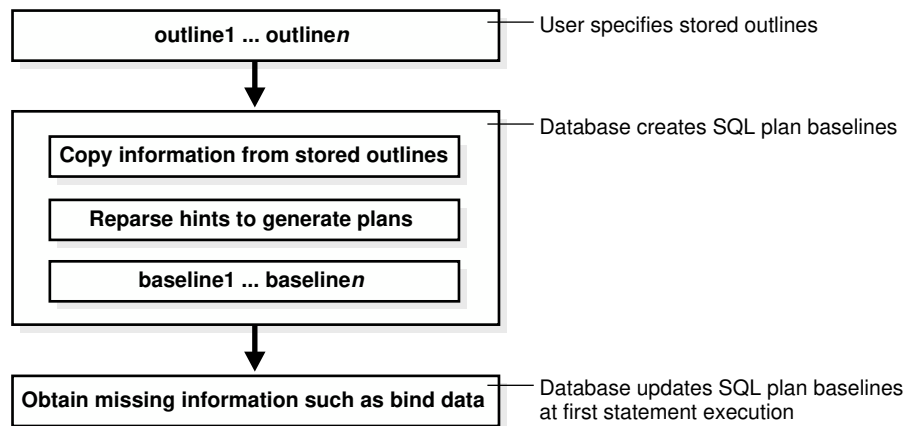 outline1 ... outlinen
User specifies stored outlines
Database creates SQL plan baselines
Copy information from stored outlines
Reparse hints to generate plans
baseline1 ... baselinen
Obtain missing information such as bind data
Database updates SQL plan baselines
at first statement execution